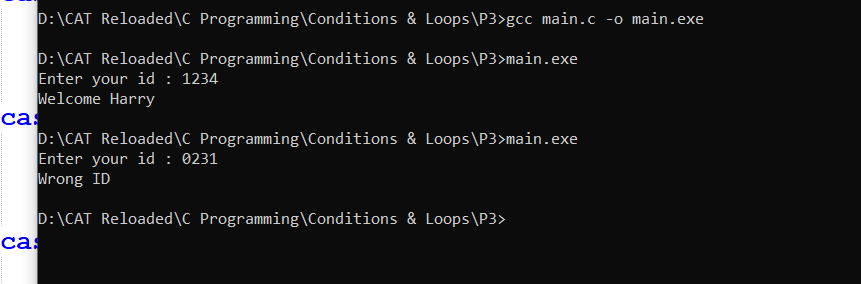 D:\CAT Reloaded\C Programming\Conditions & Loops\P3>gcc main.c -o main.exe
D:\CAT Reloaded\C Programming\Conditions & Loops\P3>main.exe
Enter your id : 1234
Welcome Harry
cas
D:\CAT Reloaded\C Programming\Conditions & Loops\P3>main.exe
Enter your id : 0231
Wrong ID
D:\CAT Reloaded\C Programming\Conditions & Loops\P3>
cas